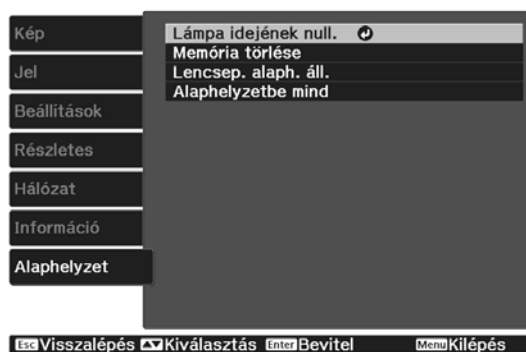 Kép
Jel
Beállítások
Részletes
Hálózat
Információ
Alaphelyzet
Lámpa idejének null.
Memória törlése
Lencsep. alaph. áll.
Alaphelyzetbe mind
Esc Visszalépés Kiválasztás Enter Bevitel Menu Kilépés